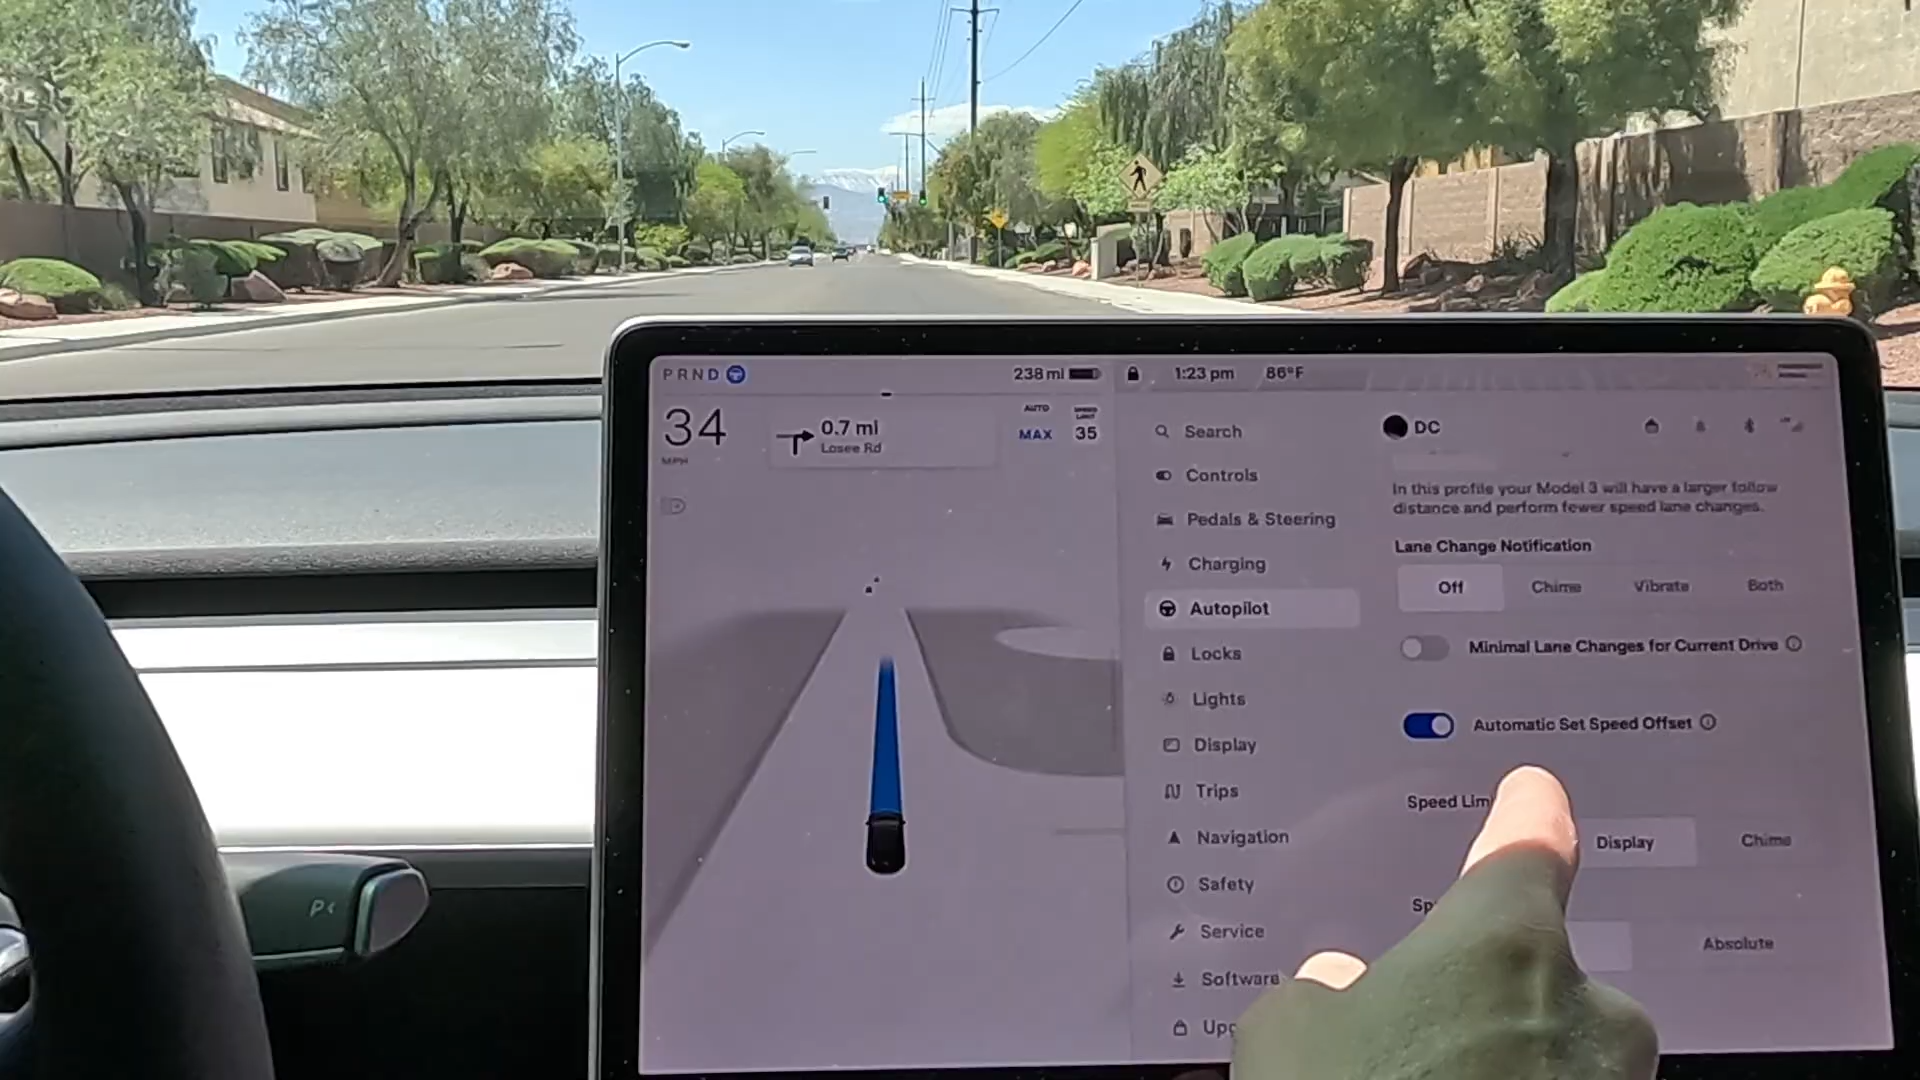 PRND
238 mi
1:23 pm
86°F
34
MPH
0.7 mi
Losee Rd
AUTO
MAX
SPEED
LIMIT
35
Search
Controls
Pedals & Steering
Charging
Autopilot
Locks
Lights
Display
Trips
Navigation
Safety
Service
Software
DC
In this profile your Model 3 will have a larger follow
distance and perform fewer speed lane changes.
Lane Change Notification
Off Chime Vibrate Both
Minimal Lane Changes for Current Drive
Automatic Set Speed Offset
Speed
Display Chime
Absolute
P